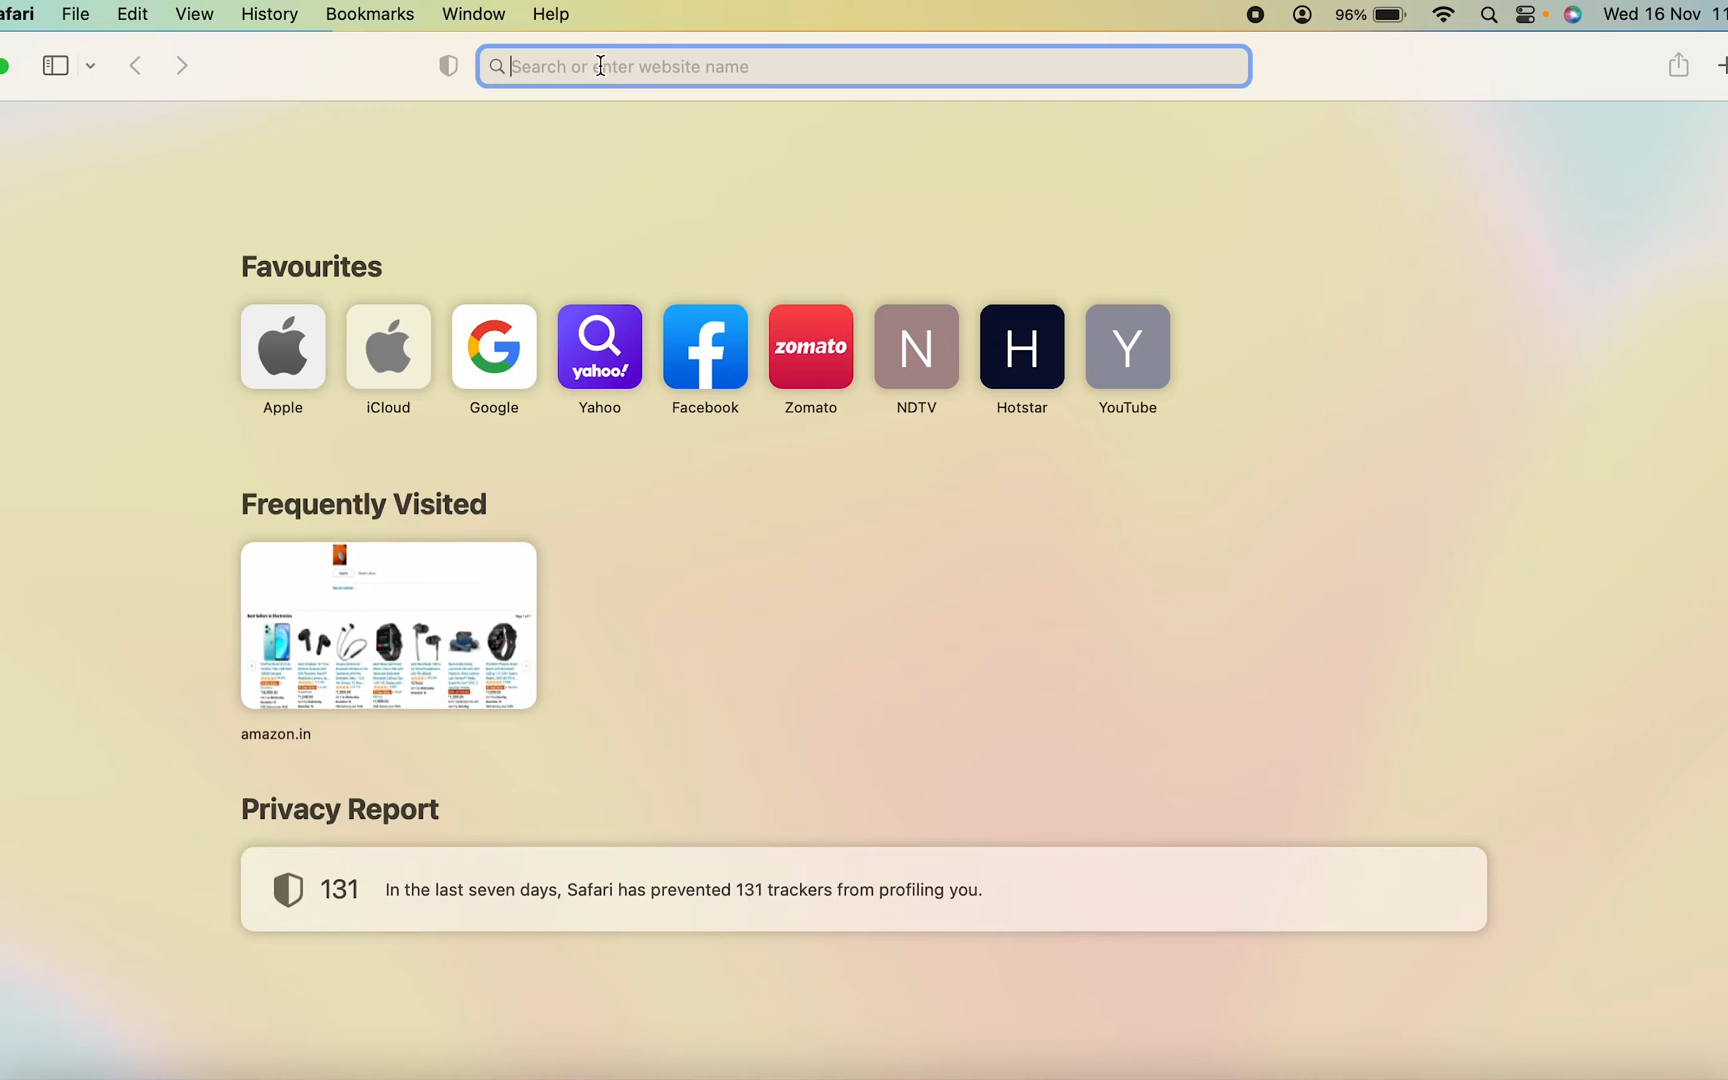 afari File Edit View History Bookmarks Window Help 96% Wed 16 Nov 11
Search or enter website name
Favourites
yahoo! zomato N H Y
Apple iCloud Google Yahoo Facebook Zomato NDTV Hotstar YouTube
Frequently Visited
amazon.in
Privacy Report
131 In the last seven days, Safari has prevented 131 trackers from profiling you.